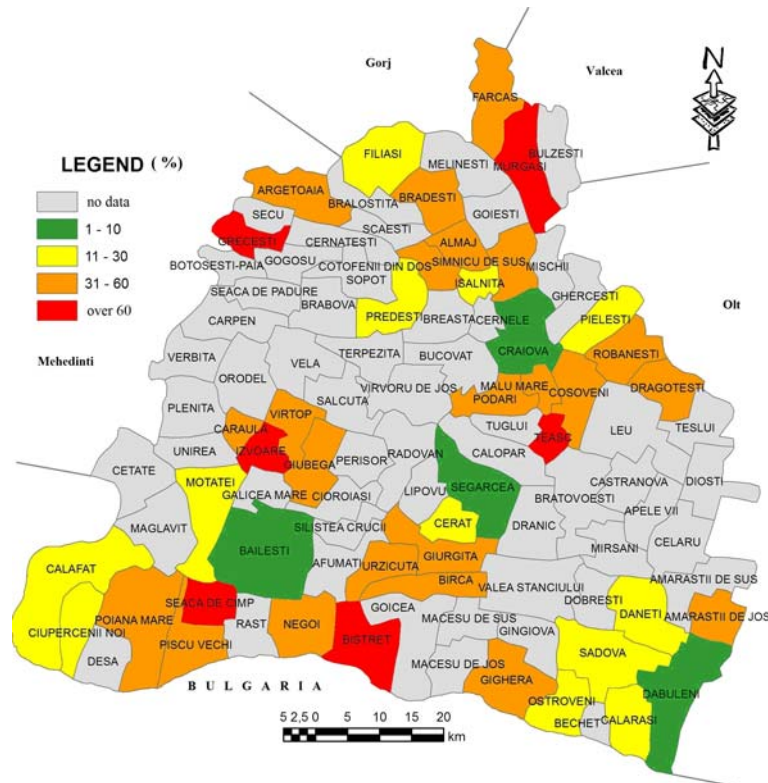 Gorj
Valcea
N
FARCAS
FILIASI
MELINESTI
MURGASI
BULZESTI
LEGEND (%)
no data
1 - 10
11 - 30
31 - 60
over 60
ARGETOAIA
BRALOSTITA
BRADESTI
GOIESTI
SECU
SCAESTI
GRECESTI
CERNATESTI
ALMAJ
BOTOSESTI-PAIA
GOGOSU
COTOFENII DIN DOS
SIMNICU DE SUS
MISCHII
SOPOT
ISALNITA
GHERCESTI
SEACA DE PADURE
BRABOVA
PREDESTI
BREASTA
CERNELE
PIELESTI
Olt
CARPEN
Mehedinti
VERBITA
TERPEZITA
BUCOVAT
CRAIOVA
ROBANESTI
ORODEL
VELA
VIRVORU DE JOS
MALU MARE
COSOVENI
DRAGOTESTI
PLENITA
SALCUTA
PODARI
VIRTOP
CARAULA
TUGLUI
TEASC
LEU
TESLUI
UNIREA
IZVOARE
GIUBEGA
PERISOR
RADOVAN
CALOPAR
CETATE
MOTATEI
GALICEA MARE
CIOROIASI
LIPOVU
SEGARCEA
BRATOVOESTI
CASTRANOVA
DIOSTI
MAGLAVIT
SILISTEA CRUCII
CERAT
DRANIC
APELE VII
BAILESTI
MIRSANI
CELARU
CALAFAT
AFUMATI
URZICUTA
GIURGITA
BIRCA
VALEA STANCIULUI
AMARASTII DE SUS
SEACA DE CIMP
DOBRESTI
DANETI
AMARASTII DE JOS
CIUPERCENII NOI
POIANA MARE
RAST
NEGOI
GOICEA
MACESU DE SUS
GINGIOVA
DESA
PISCU VECHI
BISTRET
MACESU DE JOS
SADOVA
GIGHERA
DABULENI
BULGARIA
OSTROVENI
BECHET
CALARASI
5 2,5 0 5 10 15 20
km